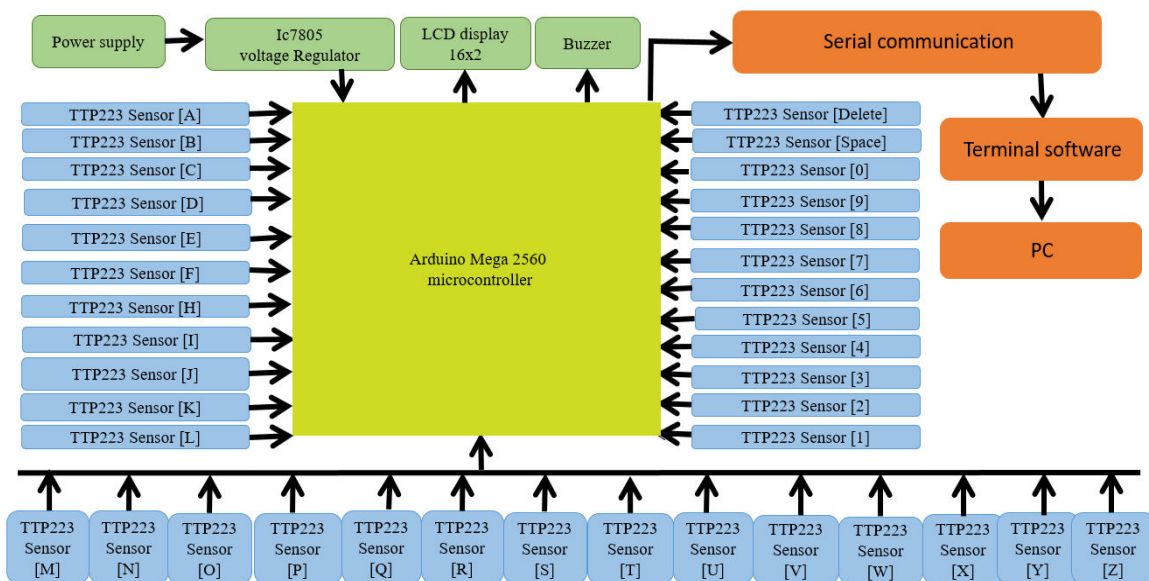 Power supply
Ic7805
voltage Regulator
LCD display
16x2
Buzzer
Serial communication
TTP223 Sensor [A]
TTP223 Sensor [B]
TTP223 Sensor [C]
TTP223 Sensor [D]
TTP223 Sensor [E]
TTP223 Sensor [F]
TTP223 Sensor [H]
TTP223 Sensor [I]
TTP223 Sensor [J]
TTP223 Sensor [K]
TTP223 Sensor [L]
Arduino Mega 2560
microcontroller
TTP223 Sensor [Delete]
TTP223 Sensor [Space]
TTP223 Sensor [0]
TTP223 Sensor [9]
TTP223 Sensor [8]
TTP223 Sensor [7]
TTP223 Sensor [6]
TTP223 Sensor [5]
TTP223 Sensor [4]
TTP223 Sensor [3]
TTP223 Sensor [2]
TTP223 Sensor [1]
Terminal software
PC
TTP223
Sensor
[M]
TTP223
Sensor
[N]
TTP223
Sensor
[O]
TTP223
Sensor
[P]
TTP223
Sensor
[Q]
TTP223
Sensor
[R]
TTP223
Sensor
[S]
TTP223
Sensor
[T]
TTP223
Sensor
[U]
TTP223
Sensor
[V]
TTP223
Sensor
[W]
TTP223
Sensor
[X]
TTP223
Sensor
[Y]
TTP223
Sensor
[Z]